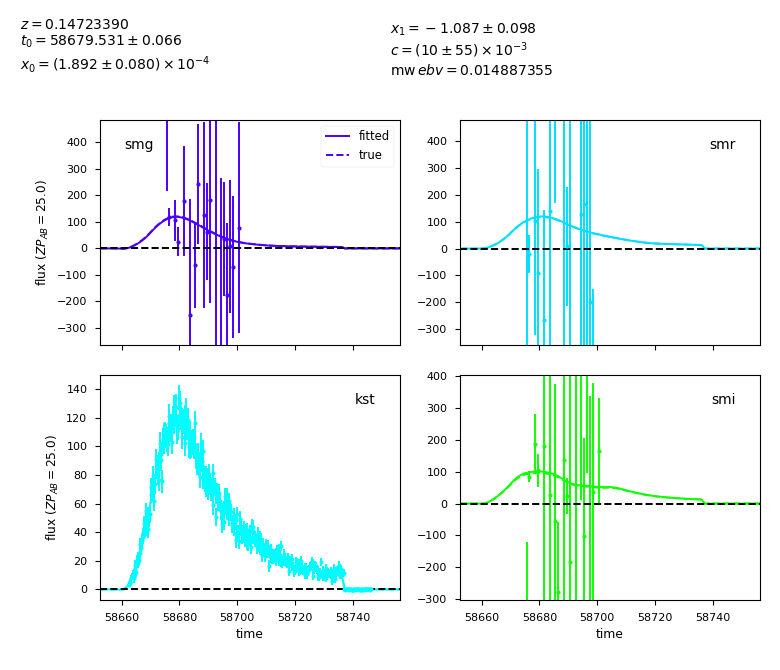 z = 0.14723390
t₀ = 58679.531 ± 0.066
x₀ = (1.892 ± 0.080) × 10⁻⁴
x₁ = −1.087 ± 0.098
c = (10 ± 55) × 10⁻³
mw ebv = 0.014887355
smg
fitted
true
400
300
200
100
0
−100
−200
−300
flux (ZP_AB = 25.0)
smr
400
300
200
100
0
−100
−200
−300
kst
140
120
100
80
60
40
20
0
flux (ZP_AB = 25.0)
58660 58680 58700 58720 58740
time
smi
400
300
200
100
0
−100
−200
−300
58660 58680 58700 58720 58740
time